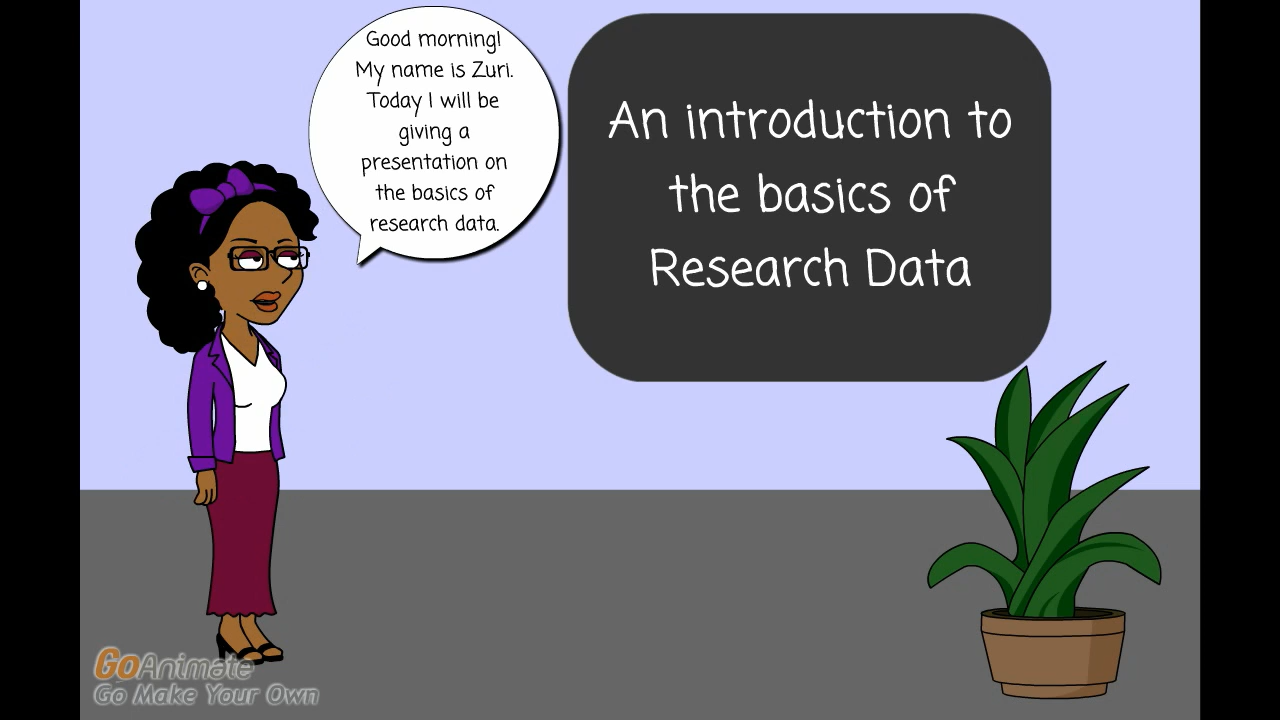 Good morning!
My name is Zuri.
Today I will be
giving a
presentation on
the basics of
research data.
An introduction to
the basics of
Research Data
GoAnimate
Go Make Your Own